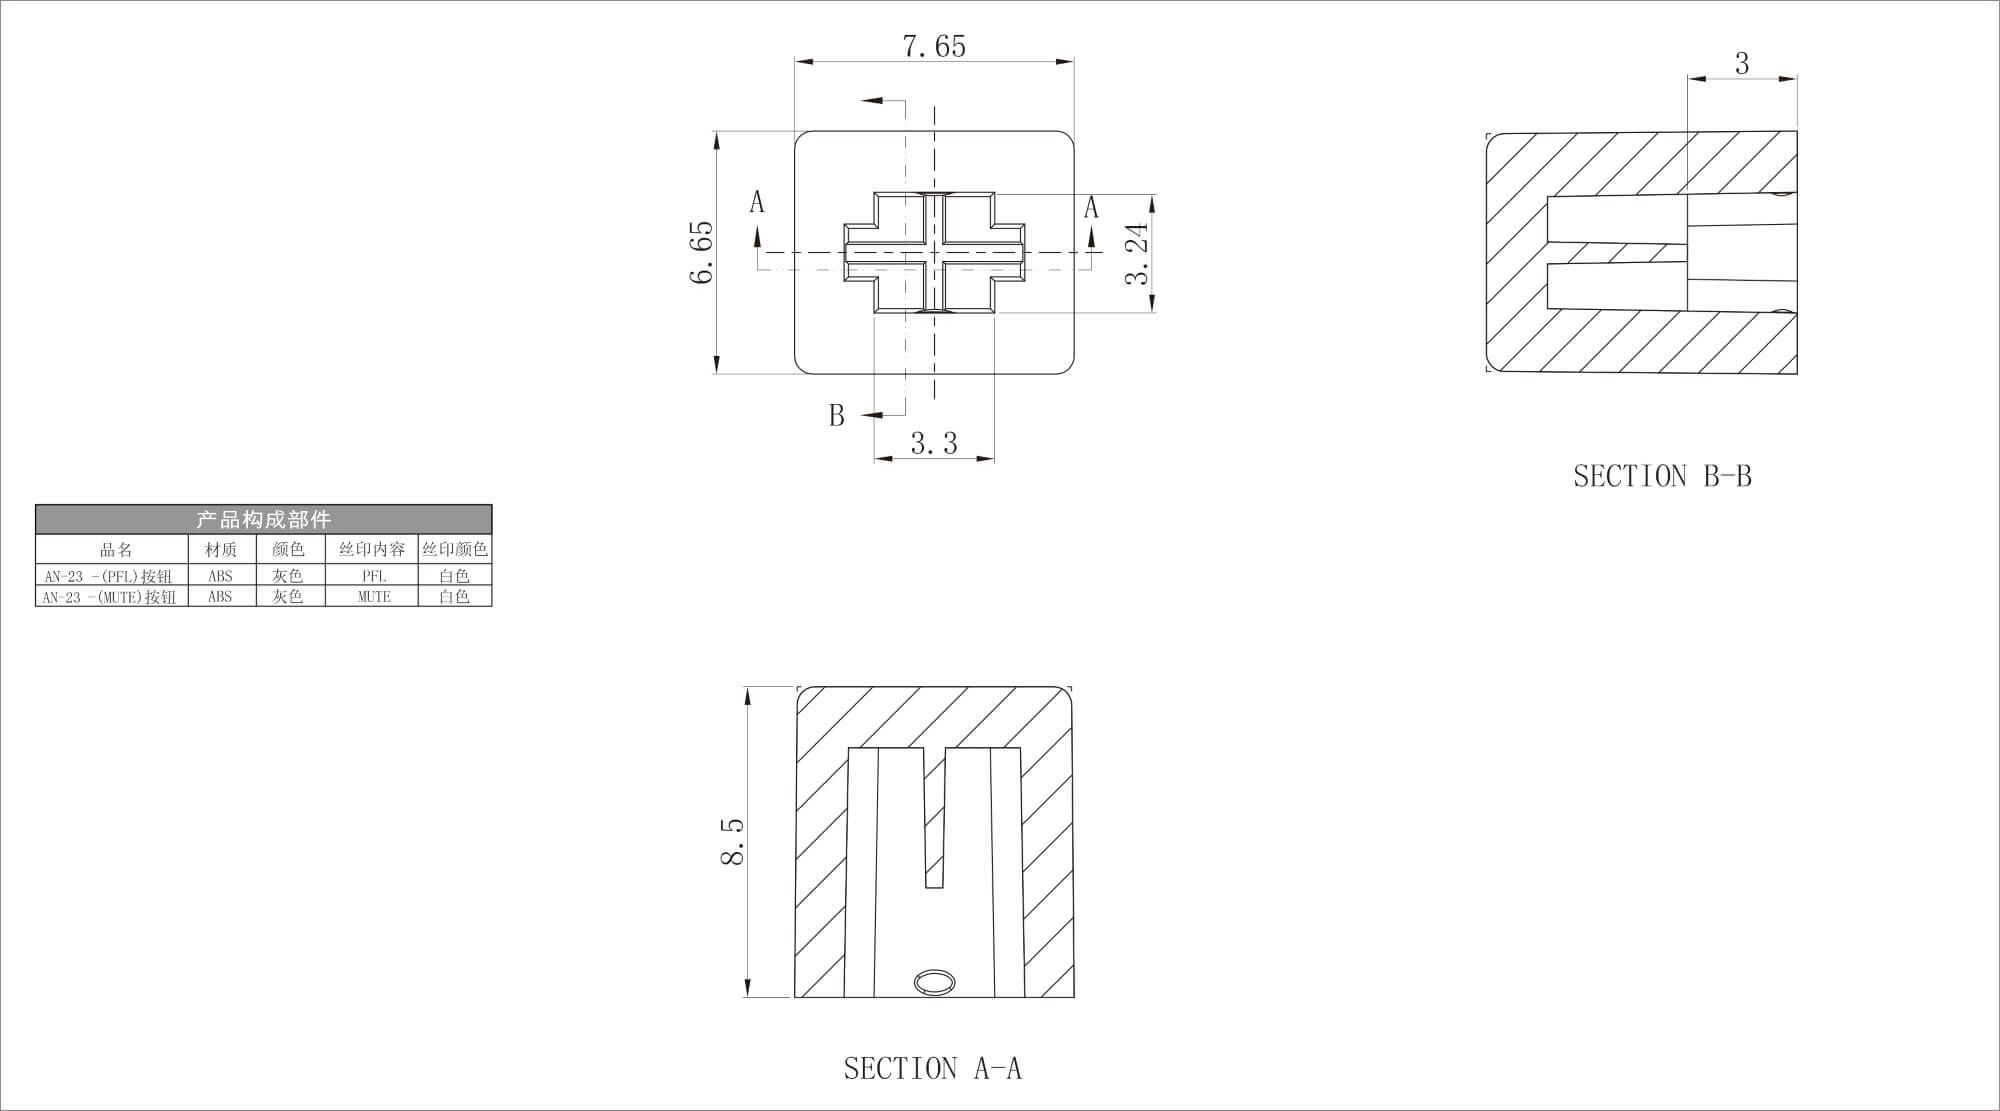 7.65
3
A
A
6.65
3.24
B
3.3
SECTION B-B
产品构成部件
品名 材质 颜色 丝印内容 丝印颜色
AN-23 -(PFL)按钮 ABS 灰色 PFL 白色
AN-23 -(MUTE)按钮 ABS 灰色 MUTE 白色
8.5
SECTION A-A